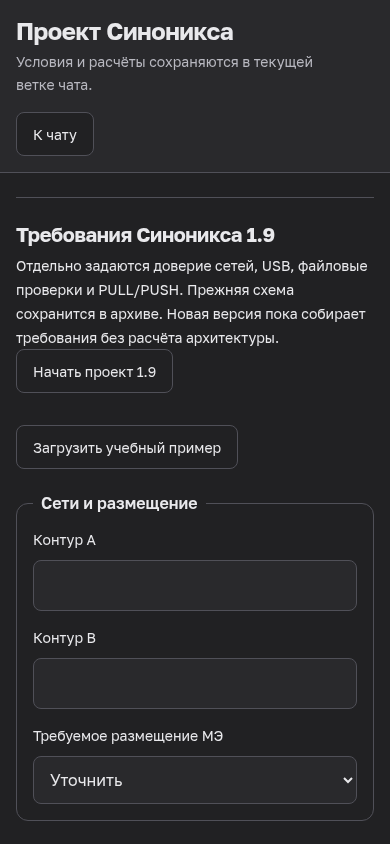 Проект Синоникса
Условия и расчёты сохраняются в текущей
ветке чата.
К чату
Требования Синоникса 1.9
Отдельно задаются доверие сетей, USB, файловые
проверки и PULL/PUSH. Прежняя схема
сохранится в архиве. Новая версия пока собирает
требования без расчёта архитектуры.
Начать проект 1.9
Загрузить учебный пример
Сети и размещение
Контур A
Контур B
Требуемое размещение МЭ
Уточнить